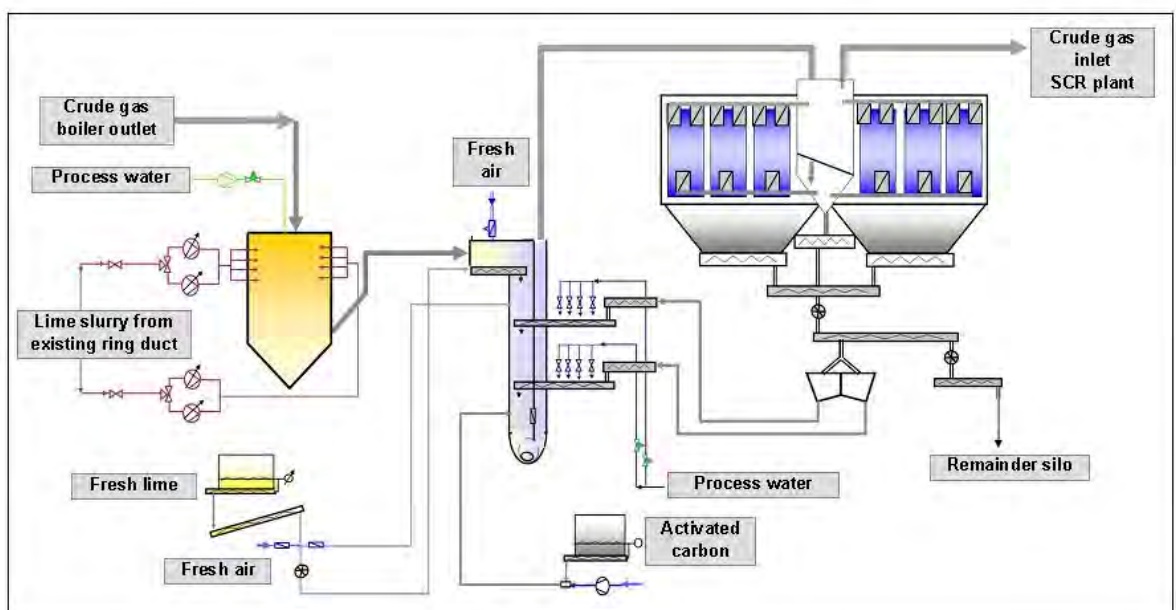 Crude gas
boiler outlet
Process water
Lime slurry from
existing ring duct
Fresh lime
Fresh air
Fresh
air
Crude gas
inlet
SCR plant
Remainder silo
Process water
Activated
carbon